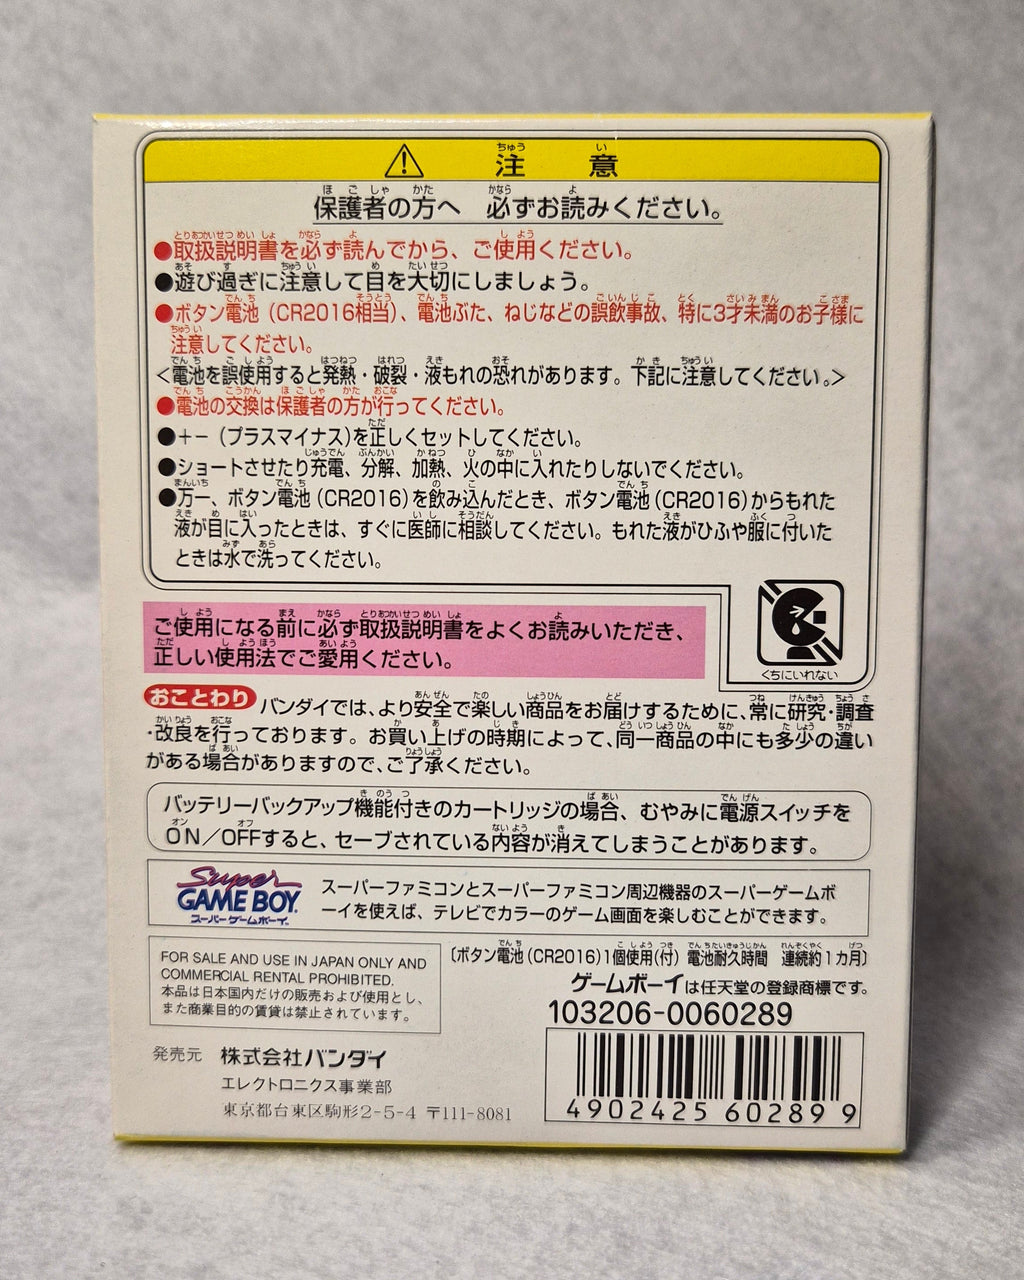 ⚠ 注意
保護者の方へ 必ずお読みください。
●取扱説明書を必ず読んでから、ご使用ください。
●遊び過ぎに注意して目を大切にしましょう。
●ボタン電池(CR2016相当)、電池ぶた、ねじなどの誤飲事故、特に3才未満のお子様に
注意してください。
<電池を誤使用すると発熱・破裂・液もれの恐れがあります。下記に注意してください。>
●電池の交換は保護者の方が行ってください。
●+-(プラスマイナス)を正しくセットしてください。
●ショートさせたり充電、分解、加熱、火の中に入れたりしないでください。
●万一、ボタン電池(CR2016)を飲み込んだとき、ボタン電池(CR2016)からもれた
液が目に入ったときは、すぐに医師に相談してください。もれた液がひふや服に付いた
ときは水で洗ってください。
くちにいれない
ご使用になる前に必ず取扱説明書をよくお読みいただき、
正しい使用法でご愛用ください。
おことわり バンダイでは、より安全で楽しい商品をお届けするために、常に研究・調査
・改良を行っております。お買い上げの時期によって、同一商品の中にも多少の違い
がある場合がありますので、ご了承ください。
バッテリーバックアップ機能付きのカートリッジの場合、むやみに電源スイッチを
ON/OFFすると、セーブされている内容が消えてしまうことがあります。
Super
GAME BOY
スーパーゲームボーイ
スーパーファミコンとスーパーファミコン周辺機器のスーパーゲームボ
ーイを使えば、テレビでカラーのゲーム画面を楽しむことができます。
FOR SALE AND USE IN JAPAN ONLY AND
COMMERCIAL RENTAL PROHIBITED.
本品は日本国内だけの販売および使用とし、
また商業目的の賃貸は禁止されています。
〔ボタン電池(CR2016)1個使用(付) 電池耐久時間 連続約1カ月〕
ゲームボーイは任天堂の登録商標です。
103206-0060289
4902425602899
発売元 株式会社バンダイ
エレクトロニクス事業部
東京都台東区駒形2-5-4 〒111-8081